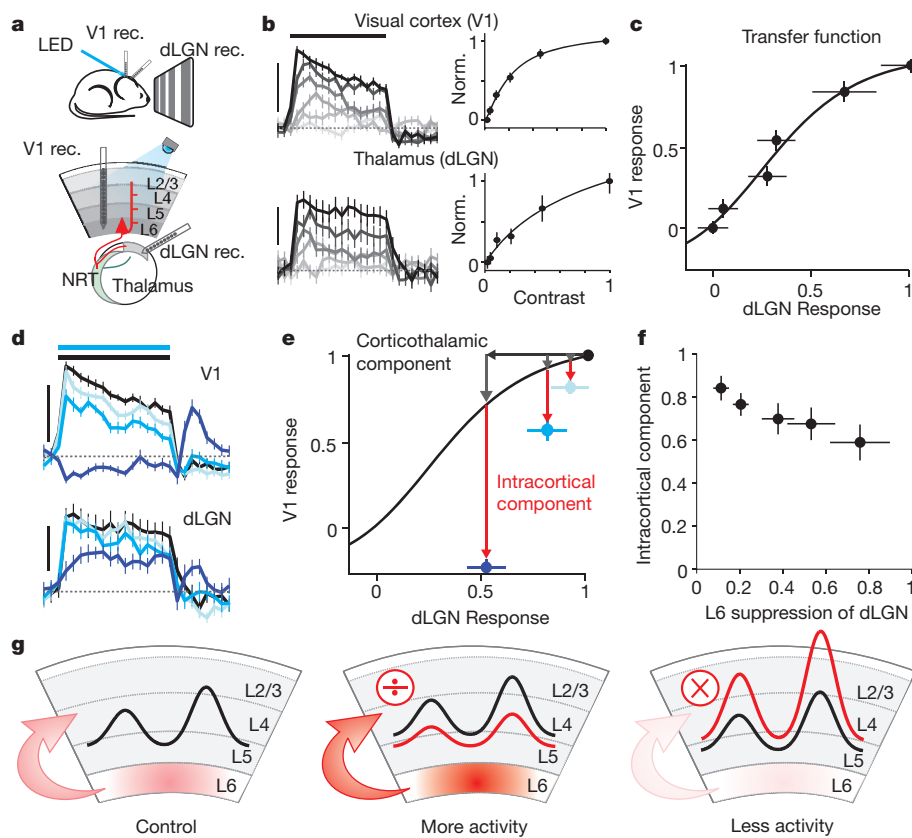 a
V1 rec.
LED
dLGN rec.
V1 rec.
L2/3
L4
L5
L6
dLGN rec.
NRT
Thalamus
b
Visual cortex (V1)
Norm.
1
0
0
1
Thalamus (dLGN)
Norm.
1
0
0
1
Contrast
c
Transfer function
V1 response
1
0.5
0
0
0.5
1
dLGN Response
d
V1
dLGN
e
Corticothalamic
component
V1 response
1
0.5
0
Intracortical
component
0
0.5
1
dLGN Response
f
Intracortical component
1
0.8
0.6
0.4
0.2
0
0
0.2
0.4
0.6
0.8
1
L6 suppression of dLGN
g
L2/3
L4
L5
L6
Control
÷
L2/3
L4
L5
L6
More activity
×
L2/3
L4
L5
L6
Less activity